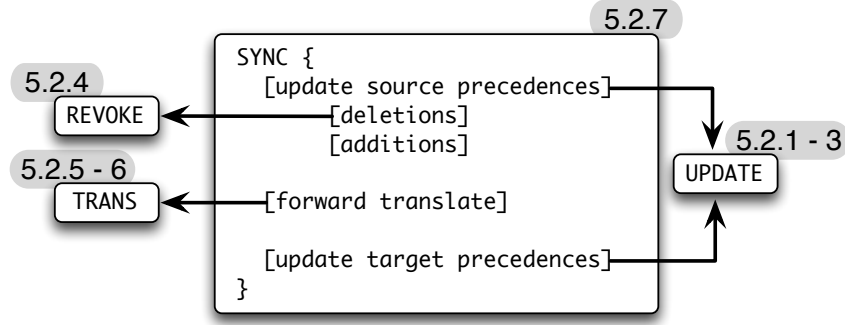 5.2.7
SYNC {
[update source precedences]
5.2.4
REVOKE
[deletions]
[additions]
5.2.1 - 3
UPDATE
5.2.5 - 6
TRANS
[forward translate]
[update target precedences]
}